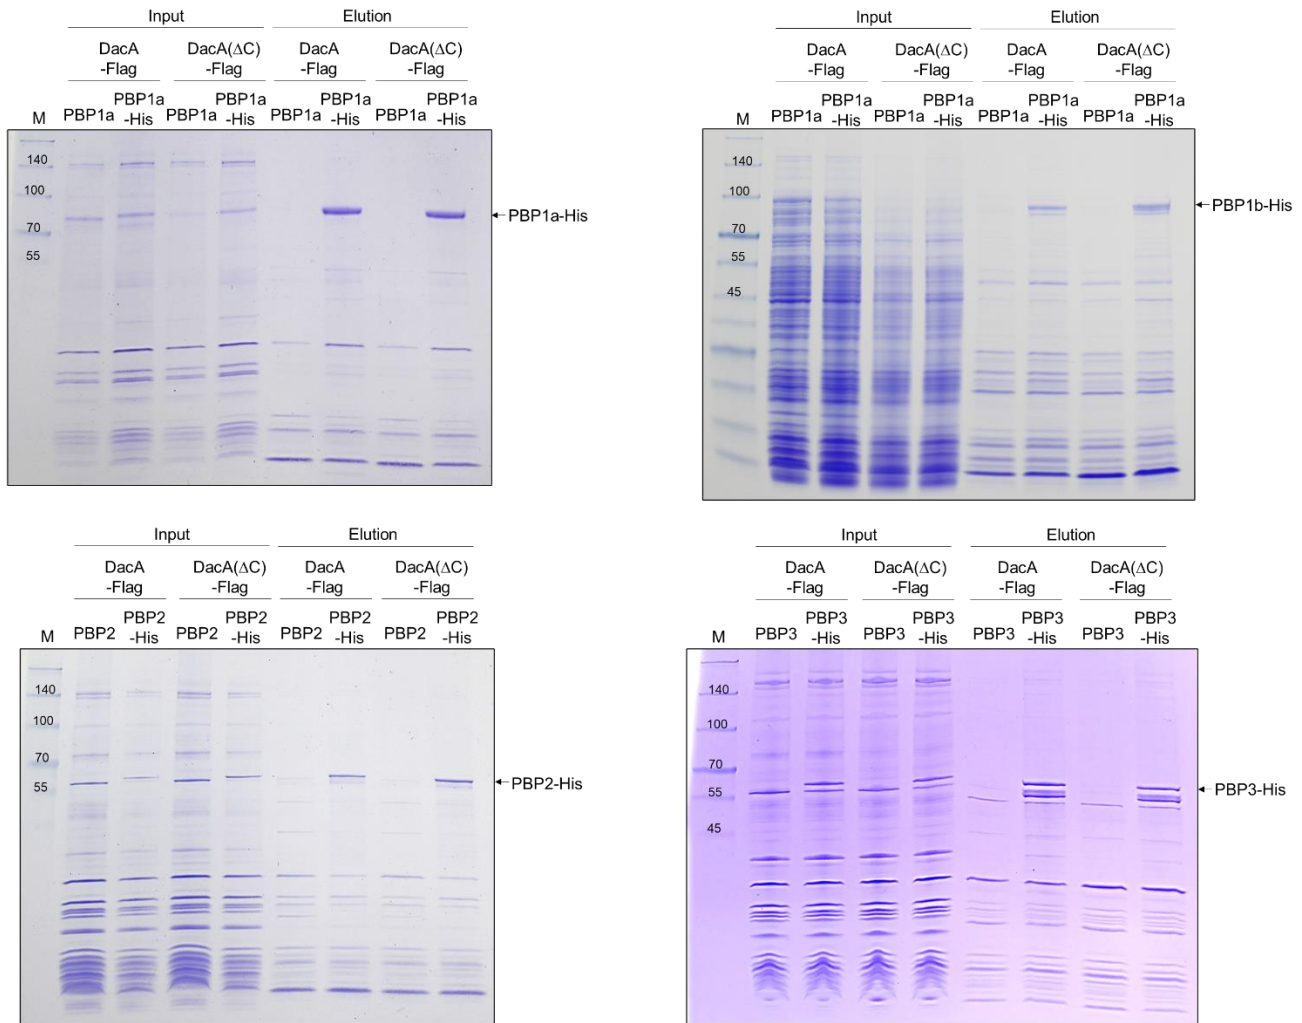 Input Elution
DacA DacA(ΔC) DacA DacA(ΔC)
-Flag -Flag -Flag -Flag
M PBP1a PBP1a-His PBP1a PBP1a-His PBP1a PBP1a-His PBP1a PBP1a-His
140
100
70
55
PBP1a-His
Input Elution
DacA DacA(ΔC) DacA DacA(ΔC)
-Flag -Flag -Flag -Flag
M PBP1a PBP1a-His PBP1a PBP1a-His PBP1a PBP1a-His PBP1a PBP1a-His
140
100
70
55
45
PBP1b-His
Input Elution
DacA DacA(ΔC) DacA DacA(ΔC)
-Flag -Flag -Flag -Flag
M PBP2 PBP2-His PBP2 PBP2-His PBP2 PBP2-His PBP2 PBP2-His
140
100
70
55
PBP2-His
Input Elution
DacA DacA(ΔC) DacA DacA(ΔC)
-Flag -Flag -Flag -Flag
M PBP3 PBP3-His PBP3 PBP3-His PBP3 PBP3-His PBP3 PBP3-His
140
100
70
55
45
PBP3-His